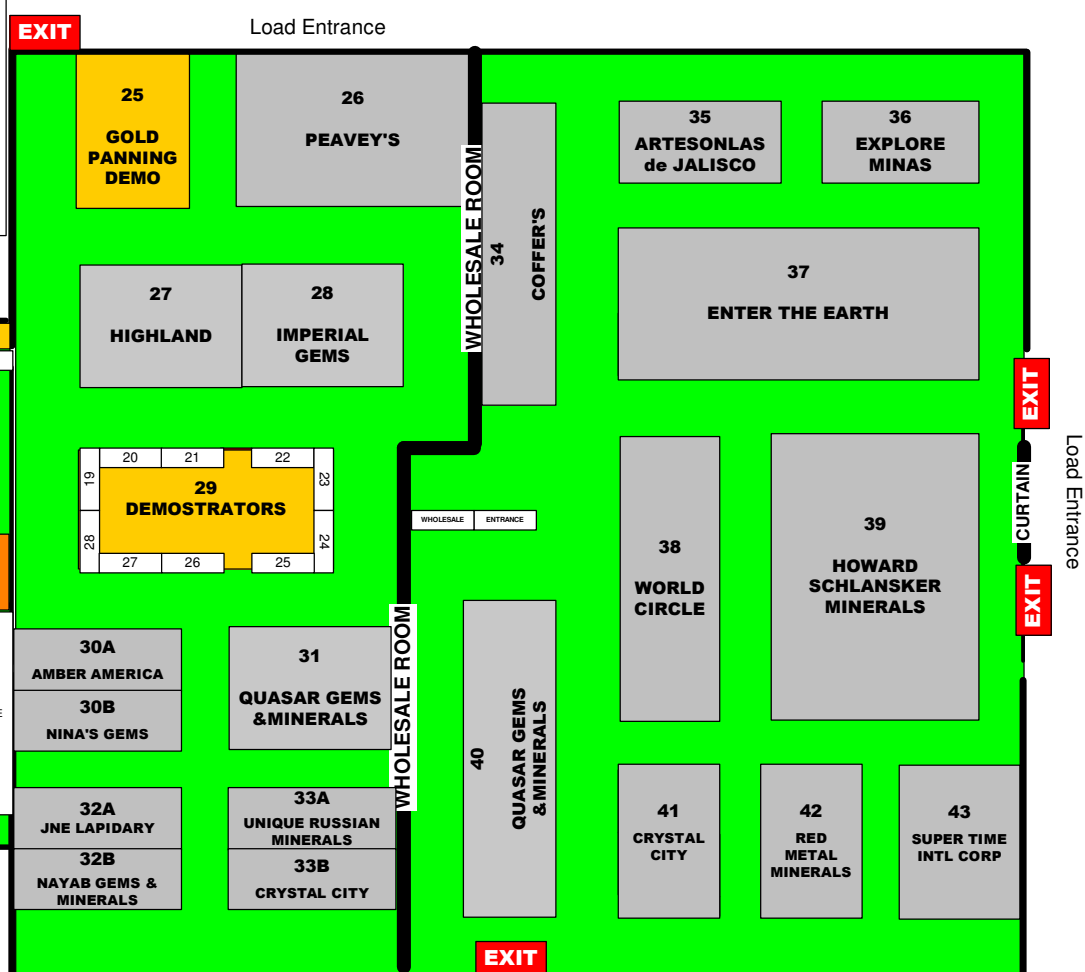 EXIT
Load Entrance
25
GOLD
PANNING
DEMO
26
PEAVEY'S
WHOLESALE ROOM
34
COFFER'S
35
ARTESONLAS
de JALISCO
36
EXPLORE
MINAS
27
HIGHLAND
28
IMPERIAL
GEMS
37
ENTER THE EARTH
EXIT
Load Entrance
CURTAIN
EXIT
19
20
21
22
23
29
DEMOSTRATORS
28
27
26
25
24
WHOLESALE
ENTRANCE
38
WORLD
CIRCLE
39
HOWARD
SCHLANSKER
MINERALS
30A
AMBER AMERICA
30B
NINA'S GEMS
31
QUASAR GEMS
&MINERALS
WHOLESALE ROOM
40
QUASAR GEMS
&MINERALS
32A
JNE LAPIDARY
32B
NAYAB GEMS &
MINERALS
33A
UNIQUE RUSSIAN
MINERALS
33B
CRYSTAL CITY
41
CRYSTAL
CITY
42
RED
METAL
MINERALS
43
SUPER TIME
INTL CORP
EXIT